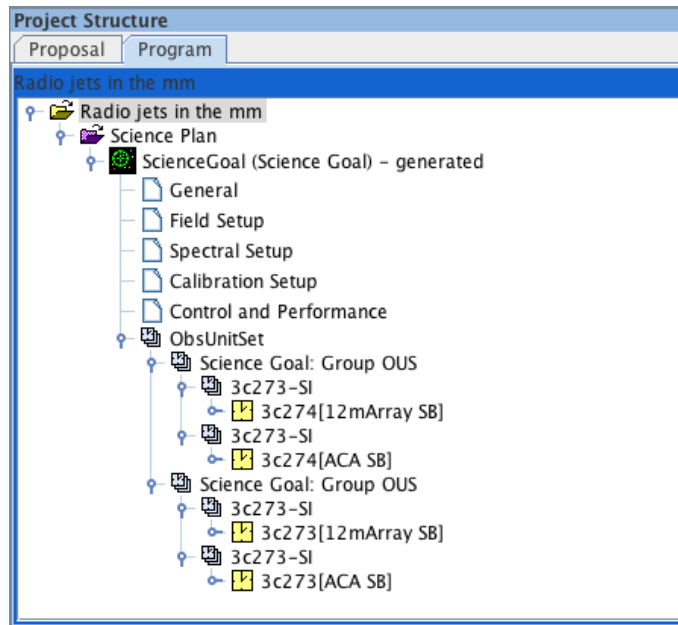 Project Structure
Proposal Program
Radio jets in the mm
Radio jets in the mm
Science Plan
ScienceGoal (Science Goal) – generated
General
Field Setup
Spectral Setup
Calibration Setup
Control and Performance
ObsUnitSet
Science Goal: Group OUS
3c273-SI
3c274[12mArray SB]
3c273-SI
3c274[ACA SB]
Science Goal: Group OUS
3c273-SI
3c273[12mArray SB]
3c273-SI
3c273[ACA SB]